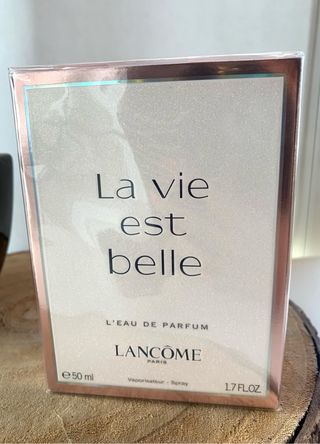 La vie
est
belle
L'EAU DE PARFUM
LANCÔME
PARIS
℮ 50 ml
Vaporisateur - Spray
1.7 FL.OZ.